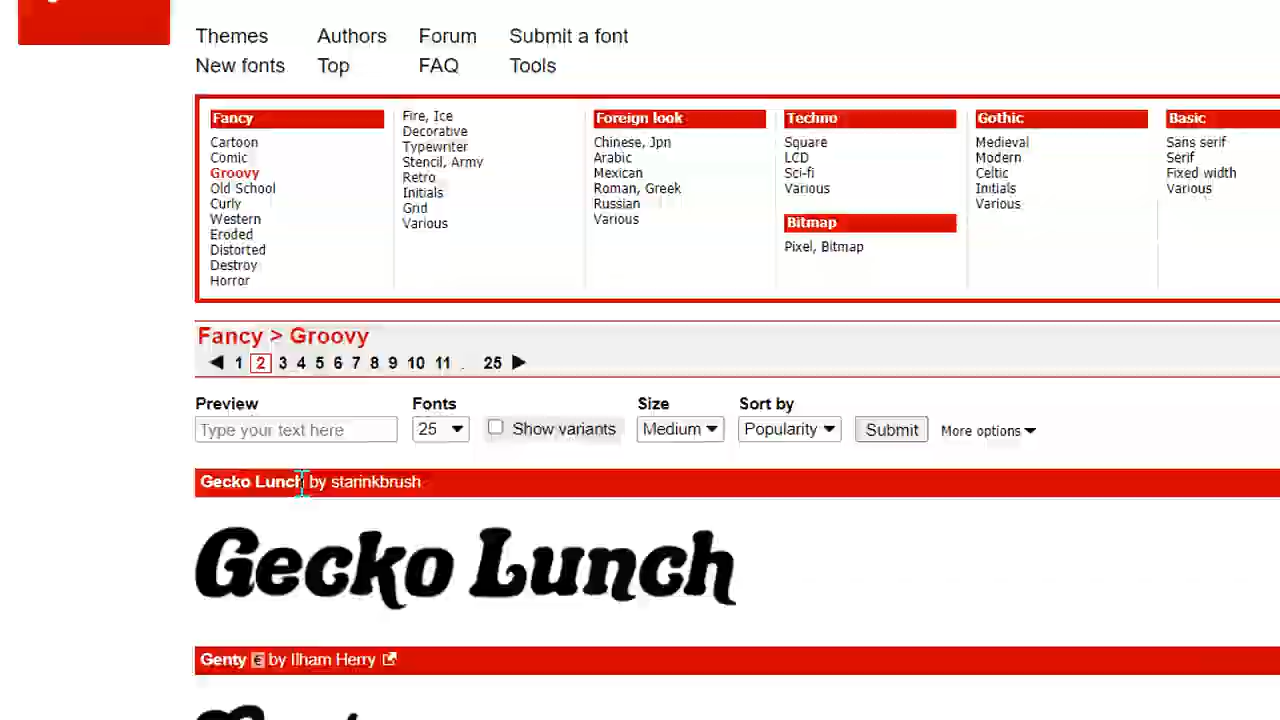 Themes Authors Forum Submit a font
New fonts Top FAQ Tools
Fancy
Cartoon
Comic
Groovy
Old School
Curly
Western
Eroded
Distorted
Destroy
Horror
Fire, Ice
Decorative
Typewriter
Stencil, Army
Retro
Initials
Grid
Various
Foreign look
Chinese, Jpn
Arabic
Mexican
Roman, Greek
Russian
Various
Techno
Square
LCD
Sci-fi
Various
Bitmap
Pixel, Bitmap
Gothic
Medieval
Modern
Celtic
Initials
Various
Basic
Sans serif
Serif
Fixed width
Various
Fancy > Groovy
1 2 3 4 5 6 7 8 9 10 11 . 25
Preview Fonts Size Sort by
Type your text here 25 Show variants Medium Popularity Submit More options
Gecko Lunch by starinkbrush
Gecko Lunch
Genty € by Ilham Herry